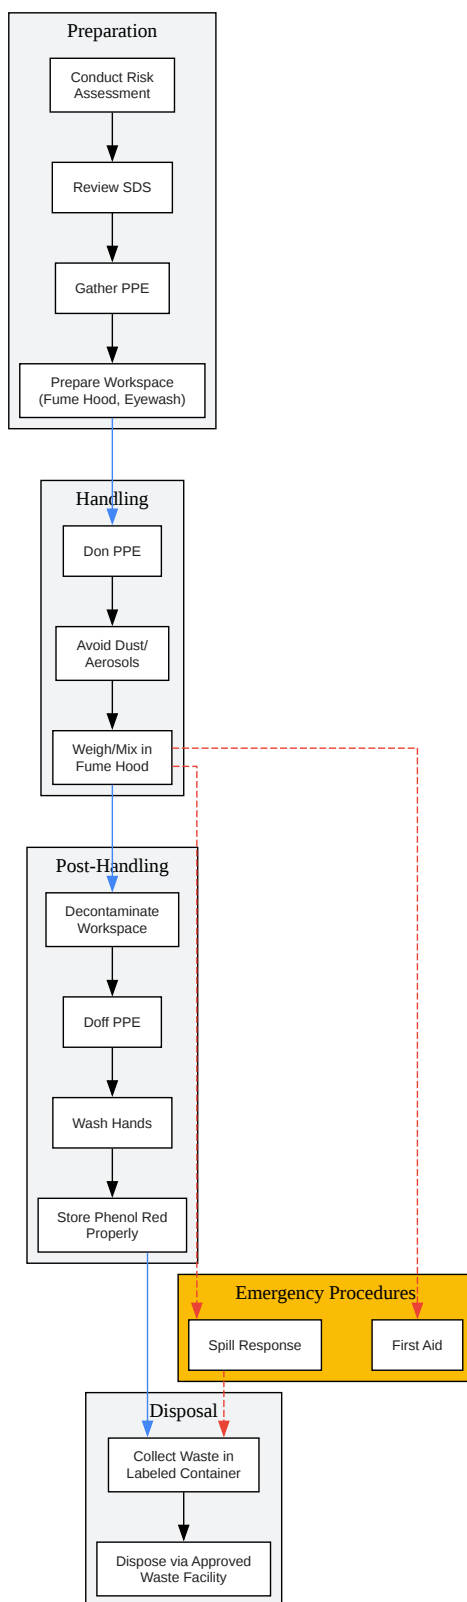 Preparation
Conduct Risk
Assessment
Review SDS
Gather PPE
Prepare Workspace
(Fume Hood, Eyewash)
Handling
Don PPE
Avoid Dust/
Aerosols
Weigh/Mix in
Fume Hood
Post-Handling
Decontaminate
Workspace
Doff PPE
Wash Hands
Store Phenol Red
Properly
Emergency Procedures
Spill Response
First Aid
Disposal
Collect Waste in
Labeled Container
Dispose via Approved
Waste Facility